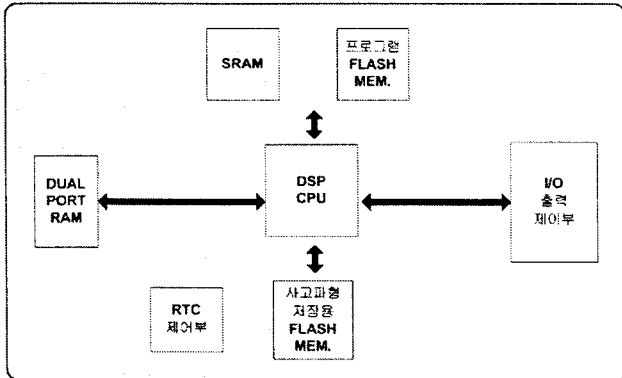 SRAM
프로그램
FLASH
MEM.
DUAL
PORT
RAM
DSP
CPU
I/O
출력
제어부
RTC
제어부
사고파형
저장용
FLASH
MEM.